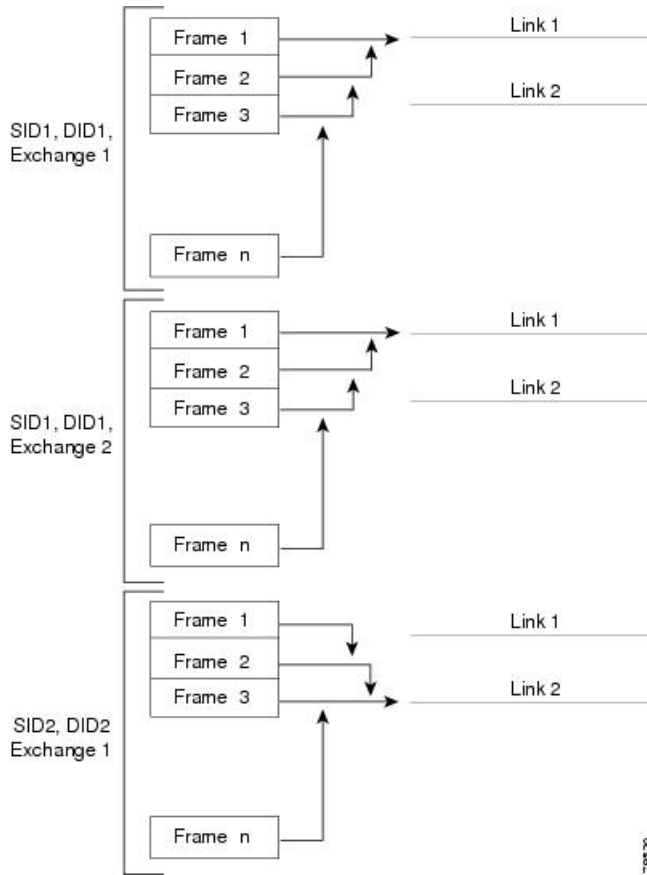 Frame 1
Link 1
Frame 2
Link 2
Frame 3
SID1, DID1,
Exchange 1
Frame n
Frame 1
Link 1
Frame 2
Link 2
Frame 3
SID1, DID1,
Exchange 2
Frame n
Frame 1
Link 1
Frame 2
Frame 3
Link 2
SID2, DID2
Exchange 1
Frame n